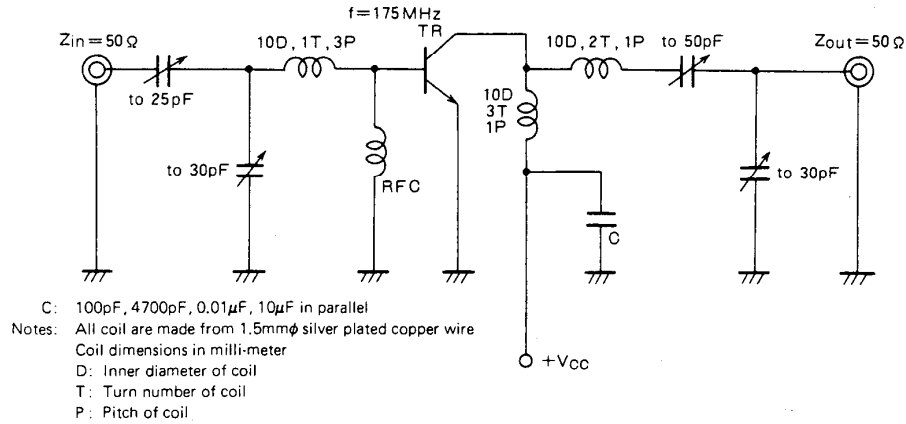 f=175MHz
TR
Zin=50Ω
10D, 1T, 3P
10D, 2T, 1P
to 50pF
Zout=50Ω
to 25pF
10D
3T
1P
to 30pF
RFC
to 30pF
C
C: 100pF, 4700pF, 0.01μF, 10μF in parallel
Notes: All coil are made from 1.5mmφ silver plated copper wire
Coil dimensions in milli-meter
D: Inner diameter of coil
T: Turn number of coil
P: Pitch of coil
+Vcc